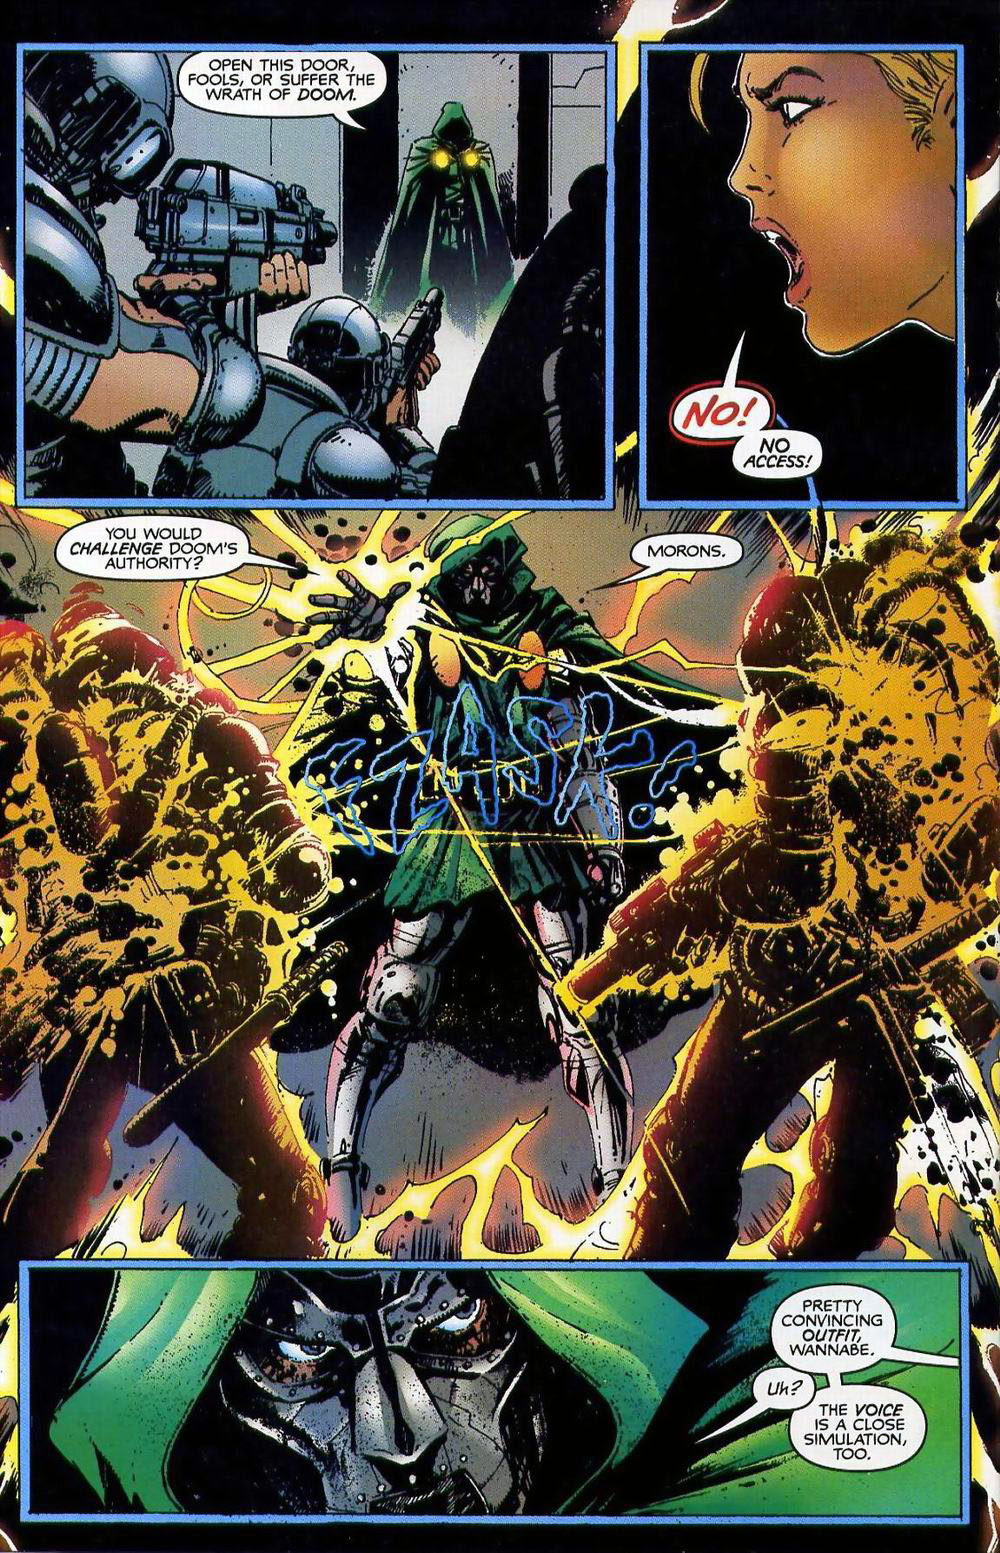 OPEN THIS DOOR,
FOOLS, OR SUFFER THE
WRATH OF DOOM.
NO!
NO
ACCESS!
YOU WOULD
CHALLENGE DOOM'S
AUTHORITY?
MORONS.
FZASPX!
PRETTY
CONVINCING
OUTFIT,
WANNABE.
Uh?
THE VOICE
IS A CLOSE
SIMULATION,
TOO.